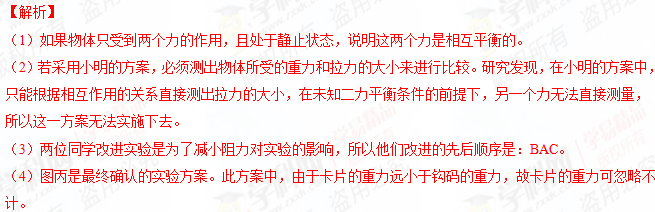 【解析】
（1）如果物体只受到两个力的作用，且处于静止状态，说明这两个力是相互平衡的。
（2）若采用小明的方案，必须测出物体所受的重力和拉力的大小来进行比较。研究发现，在小明的方案中，
只能根据相互作用的关系直接测出拉力的大小，在未知二力平衡条件的前提下，另一个力无法直接测量，
所以这一方案无法实施下去。
（3）两位同学改进实验是为了减小阻力对实验的影响，所以他们改进的先后顺序是：BAC。
（4）图丙是最终确认的实验方案。此方案中，由于卡片的重力远小于钩码的重力，故卡片的重力可忽略不
计。